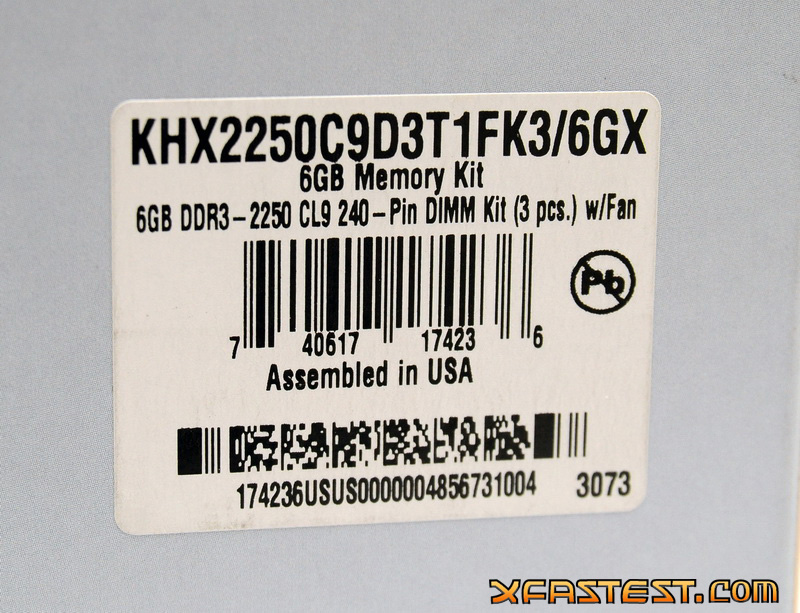 KHX2250C9D3T1FK3/6GX
6GB Memory Kit
6GB DDR3-2250 CL9 240-Pin DIMM Kit (3 pcs.) w/Fan
Pb
7 40617 17423 6
Assembled in USA
174236USUS0000004856731004 3073
XFASTEST.COM